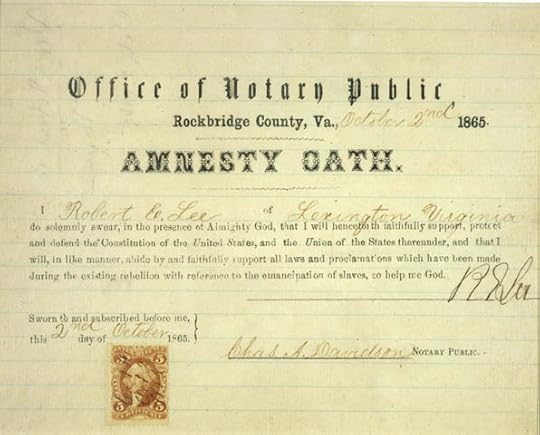 Office of Notary Public
Rockbridge County, Va., October 2nd 1865.
AMNESTY OATH.
I Robert E. Lee of Lexington Virginia
do solemnly swear, in the presence of Almighty God, that I will henceforth faithfully support, protect
and defend the Constitution of the United States, and the Union of the States thereunder, and that I
will, in like manner, abide by and faithfully support all laws and proclamations which have been made
during the existing rebellion with reference to the emancipation of slaves, so help me God.
R E Lee
Sworn to and subscribed before me,
this 2nd day of October 1865.
Chas A. Davidson NOTARY PUBLIC.
5 5
5 CERTIFICATE 5